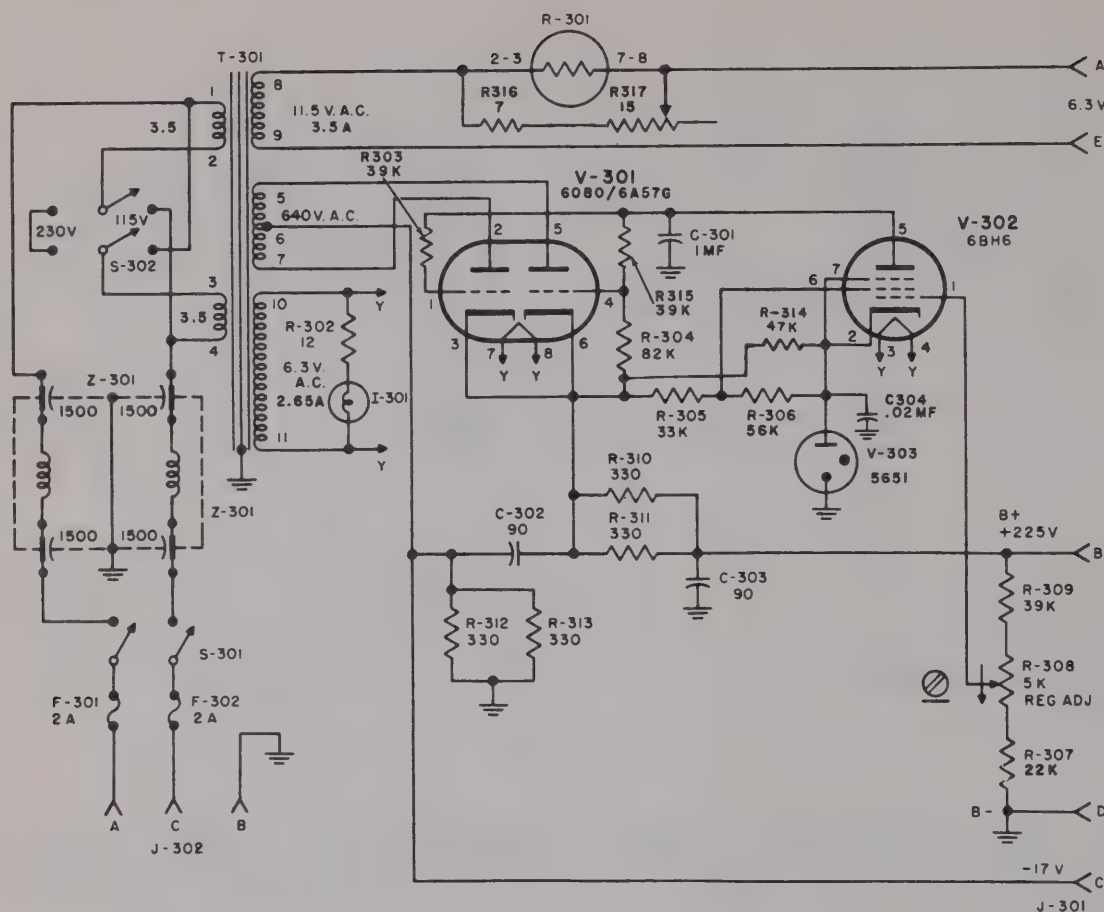 R-301
T-301
2-3
7-8
A
1
8
R316
7
R317
15
11.5 V. A.C.
3.5 A
6.3 V
3.5
9
E
2
R303
39K
V-301
6080/6A57G
5
V-302
6BH6
230V
115V
640V. A.C.
6
7
2
5
C-301
1MF
5
S-302
7
6
1
3
1
4
R315
39K
10
R-314
47K
3.5
R-302
12
R-304
82K
2
3
4
4
3
7
8
6
Y
Y
Y
Y
Y
Z-301
6.3 V.
A.C.
2.65A
I-301
C304
.02MF
1500
1500
R-305
33K
R-306
56K
11
Y
V-303
5651
R-310
330
Z-301
R-311
330
B+
+225V
1500
1500
C-302
90
B
C-303
90
R-309
39K
R-312
330
R-313
330
S-301
R-308
5K
REG ADJ
F-301
2A
F-302
2A
R-307
22K
B-
D
A
C
B
J-302
-17 V
C
J-301